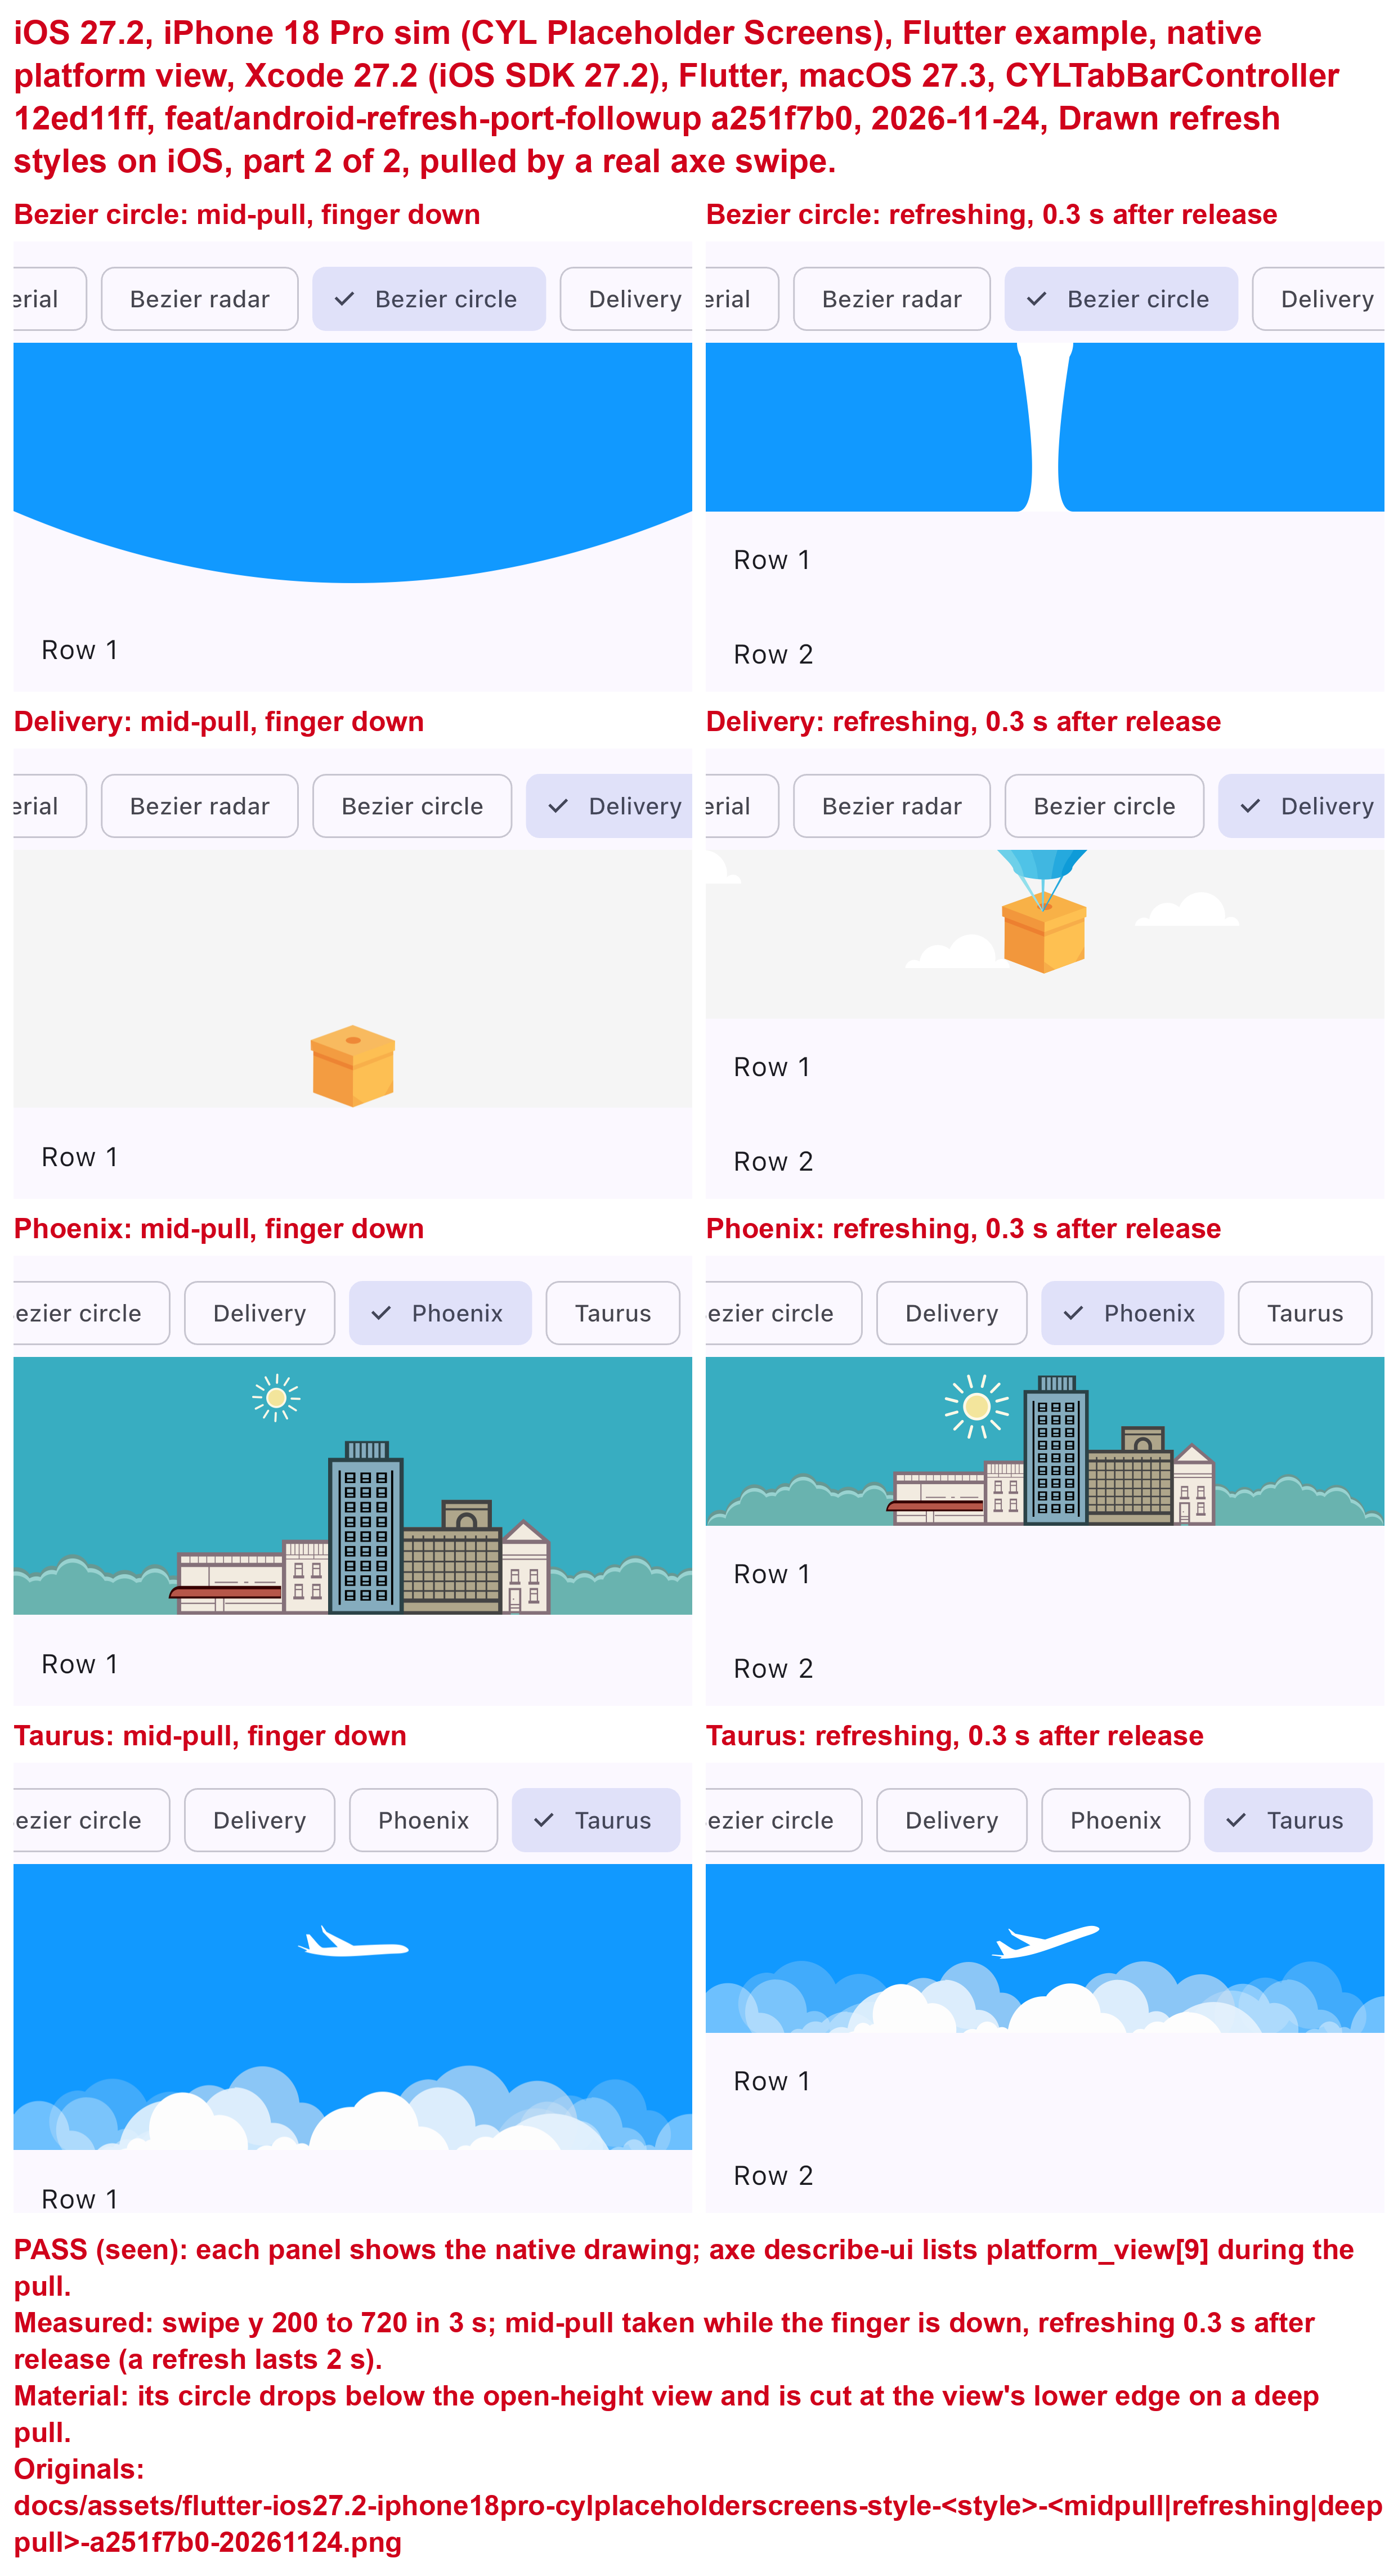 iOS 27.2, iPhone 18 Pro sim (CYL Placeholder Screens), Flutter example, native
platform view, Xcode 27.2 (iOS SDK 27.2), Flutter, macOS 27.3, CYLTabBarController
12ed11ff, feat/android-refresh-port-followup a251f7b0, 2026-11-24, Drawn refresh
styles on iOS, part 2 of 2, pulled by a real axe swipe.
Bezier circle: mid-pull, finger down
Bezier circle: refreshing, 0.3 s after release
erial
Bezier radar
Bezier circle
Delivery
erial
Bezier radar
Bezier circle
Delivery
Row 1
Row 1
Row 2
Delivery: mid-pull, finger down
Delivery: refreshing, 0.3 s after release
erial
Bezier radar
Bezier circle
Delivery
erial
Bezier radar
Bezier circle
Delivery
Row 1
Row 1
Row 2
Phoenix: mid-pull, finger down
Phoenix: refreshing, 0.3 s after release
ezier circle
Delivery
Phoenix
Taurus
ezier circle
Delivery
Phoenix
Taurus
Row 1
Row 1
Row 2
Taurus: mid-pull, finger down
Taurus: refreshing, 0.3 s after release
ezier circle
Delivery
Phoenix
Taurus
ezier circle
Delivery
Phoenix
Taurus
Row 1
Row 1
Row 2
PASS (seen): each panel shows the native drawing; axe describe-ui lists platform_view[9] during the
pull.
Measured: swipe y 200 to 720 in 3 s; mid-pull taken while the finger is down, refreshing 0.3 s after
release (a refresh lasts 2 s).
Material: its circle drops below the open-height view and is cut at the view's lower edge on a deep
pull.
Originals:
docs/assets/flutter-ios27.2-iphone18pro-cylplaceholderscreens-style-<style>-<midpull|refreshing|deep
pull>-a251f7b0-20261124.png